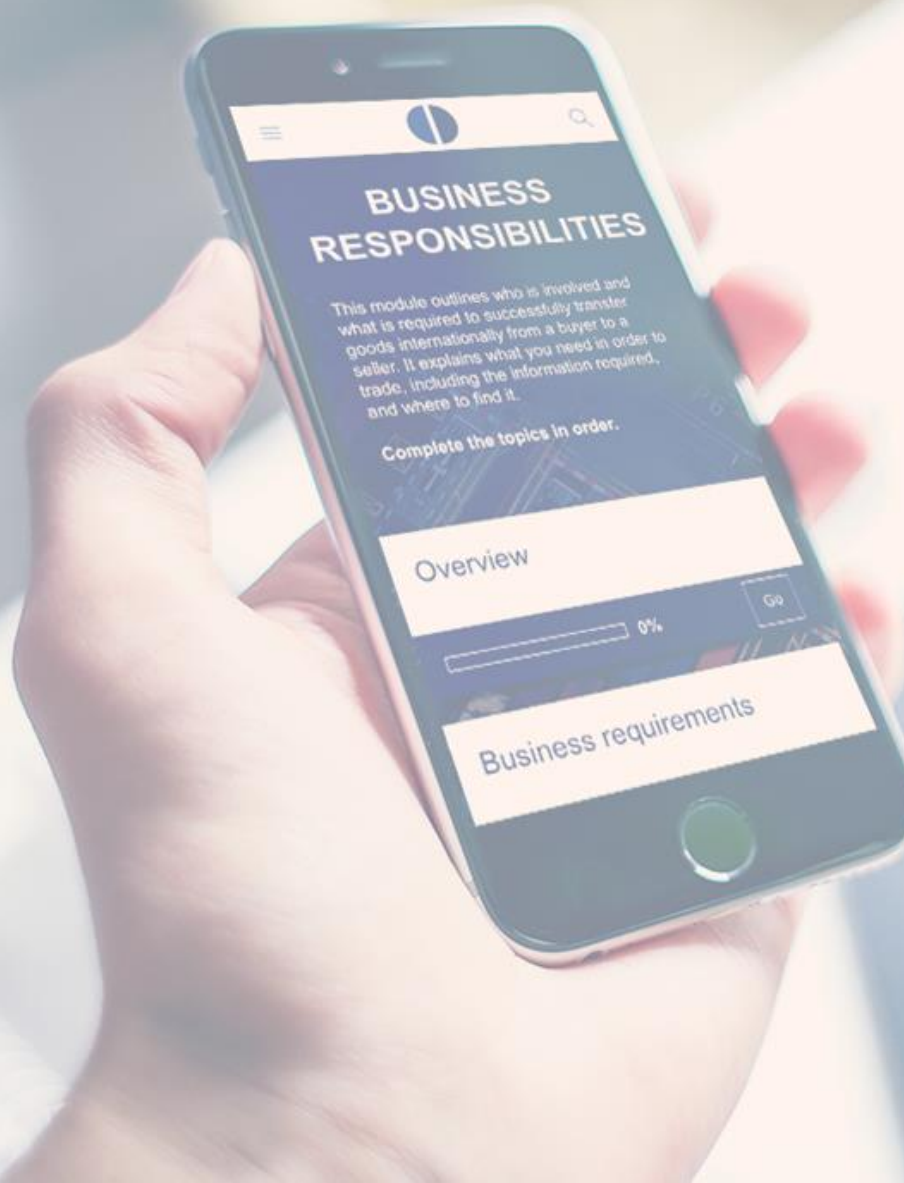 BUSINESS
RESPONSIBILITIES
This module outlines who is involved and
what is required to successfully transfer
goods internationally from a buyer to a
seller. It explains what you need in order to
trade, including the information required,
and where to find it.
Complete the topics in order.
Overview
0%
Go
Business requirements